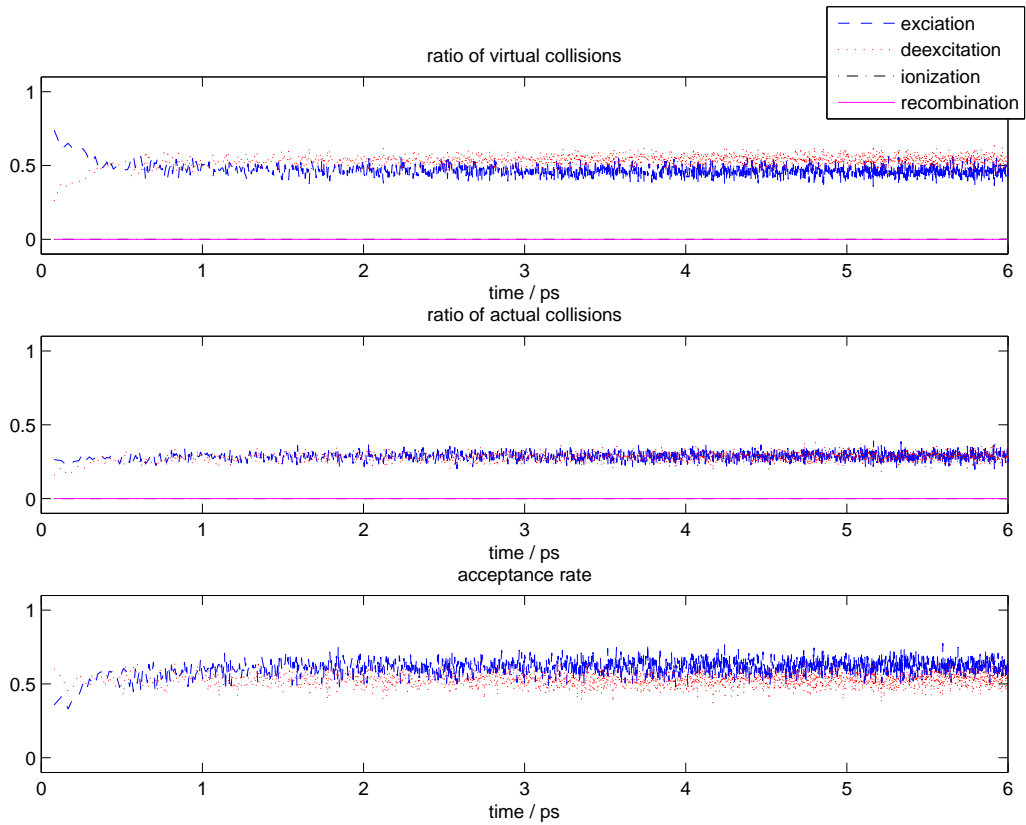 exciation
deexcitation
ionization
recombination
ratio of virtual collisions
1
0.5
0
0 1 2 3 4 5 6
time / ps
ratio of actual collisions
1
0.5
0
0 1 2 3 4 5 6
time / ps
acceptance rate
1
0.5
0
0 1 2 3 4 5 6
time / ps